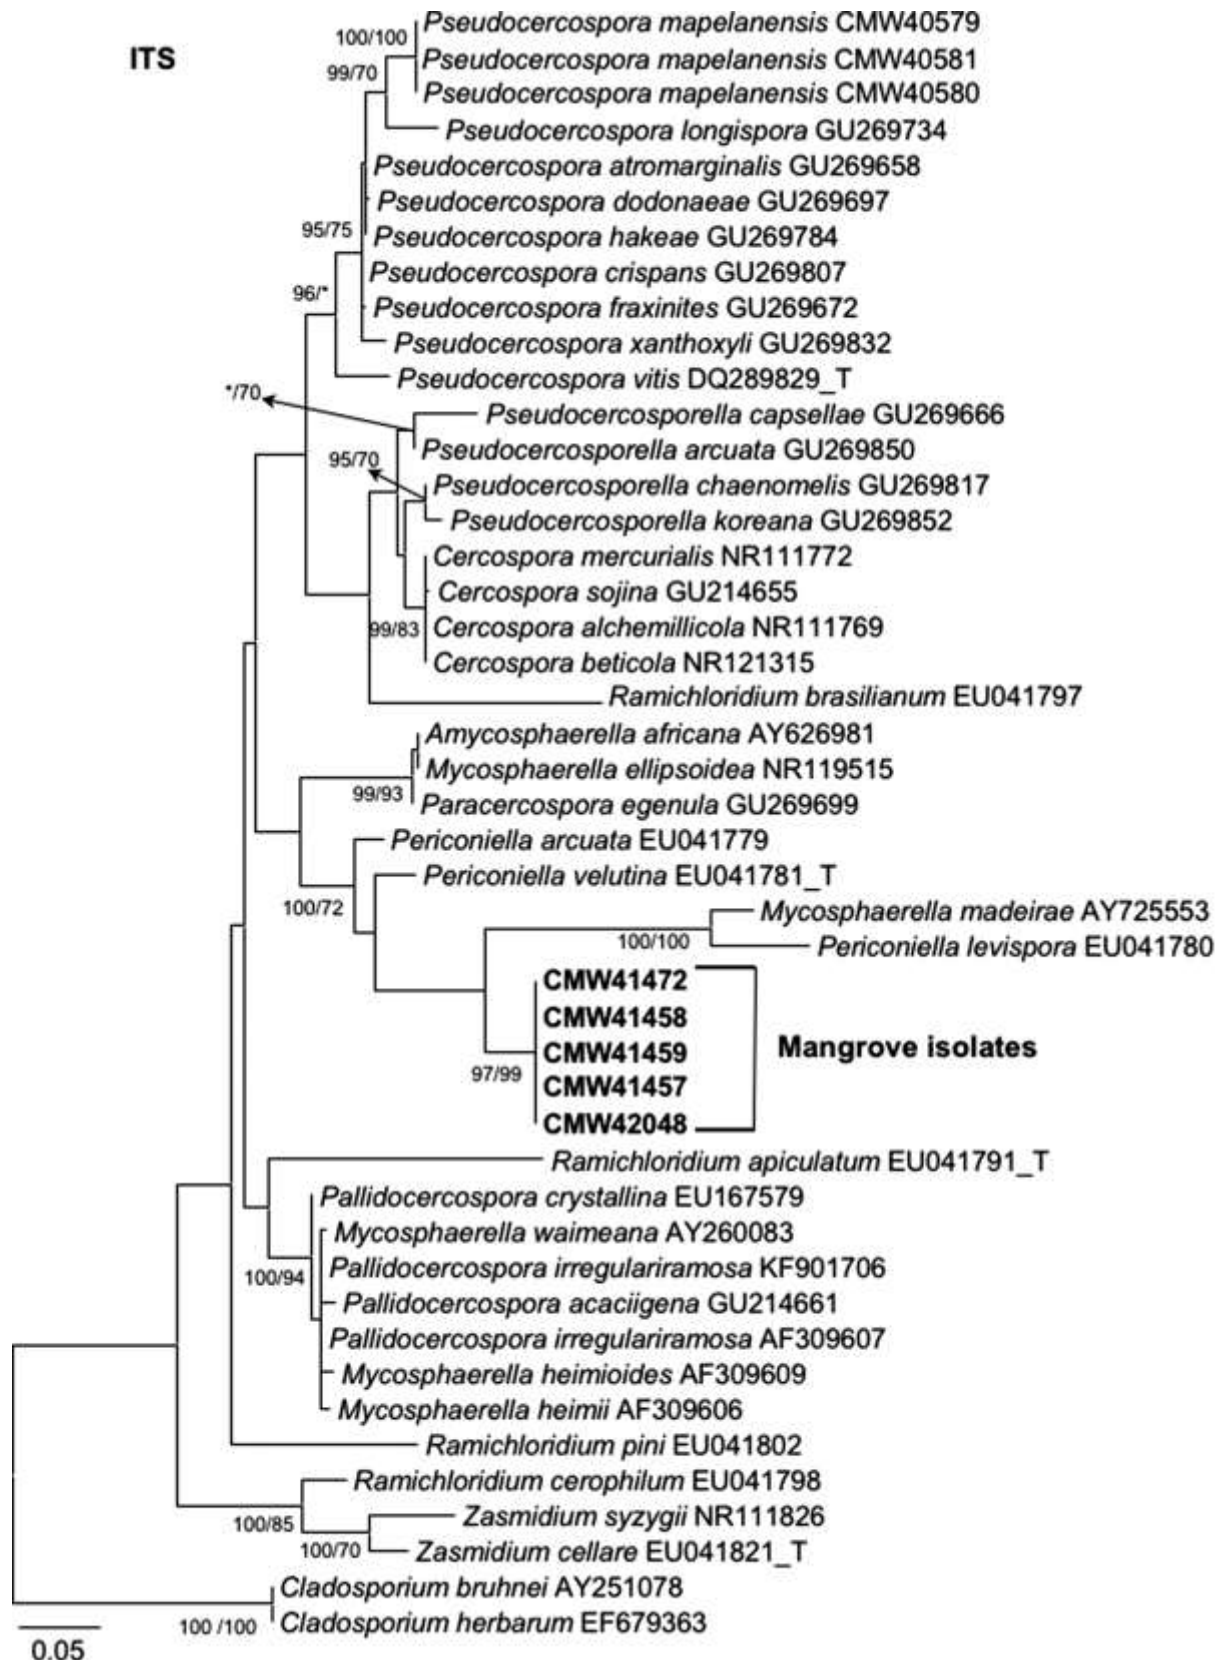 ITS
Pseudocercospora mapelanensis CMW40579
100/100
Pseudocercospora mapelanensis CMW40581
99/70
Pseudocercospora mapelanensis CMW40580
Pseudocercospora longispora GU269734
Pseudocercospora atromarginalis GU269658
Pseudocercospora dodonaeae GU269697
95/75
Pseudocercospora hakeae GU269784
Pseudocercospora crispans GU269807
96/*
Pseudocercospora fraxinites GU269672
Pseudocercospora xanthoxyli GU269832
Pseudocercospora vitis DQ289829_T
*/70
Pseudocercosporella capsellae GU269666
Pseudocercosporella arcuata GU269850
95/70
Pseudocercosporella chaenomelis GU269817
Pseudocercosporella koreana GU269852
Cercospora mercurialis NR111772
Cercospora sojina GU214655
99/83
Cercospora alchemillicola NR111769
Cercospora beticola NR121315
Ramichloridium brasilianum EU041797
Amycosphaerella africana AY626981
Mycosphaerella ellipsoidea NR119515
99/93
Paracercospora egenula GU269699
Periconiella arcuata EU041779
Periconiella velutina EU041781_T
100/72
Mycosphaerella madeirae AY725553
100/100
Periconiella levispora EU041780
CMW41472
CMW41458
CMW41459
Mangrove isolates
97/99
CMW41457
CMW42048
Ramichloridium apiculatum EU041791_T
Pallidocercospora crystallina EU167579
Mycosphaerella waimeana AY260083
100/94
Pallidocercospora irregulariramosa KF901706
Pallidocercospora acaciigena GU214661
Pallidocercospora irregulariramosa AF309607
Mycosphaerella heimioides AF309609
Mycosphaerella heimii AF309606
Ramichloridium pini EU041802
Ramichloridium cerophilum EU041798
100/85
Zasmidium syzygii NR111826
100/70
Zasmidium cellare EU041821_T
Cladosporium bruhnei AY251078
100 /100
Cladosporium herbarum EF679363
0.05